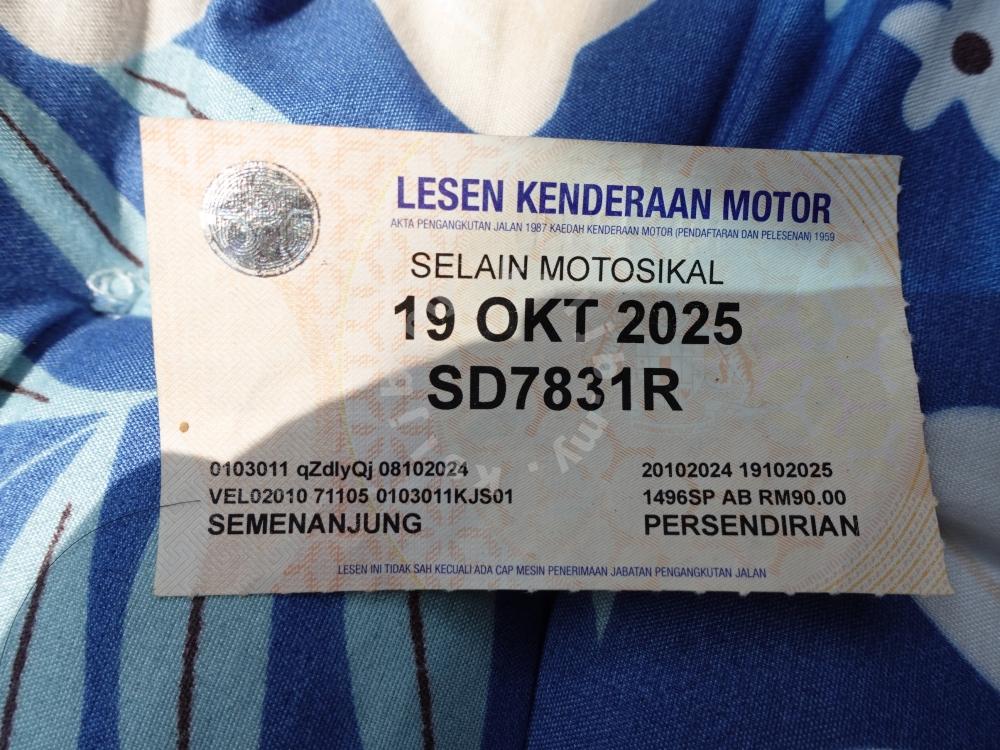 LESEN KENDERAAN MOTOR
AKTA PENGANGKUTAN JALAN 1987 KAEDAH KENDERAAN MOTOR (PENDAFTARAN DAN PELESENAN) 1959
SELAIN MOTOSIKAL
19 OKT 2025
SD7831R
0103011 qZdlyQj 08102024
20102024 19102025
VEL02010 71105 0103011KJS01
1496SP AB RM90.00
SEMENANJUNG
PERSENDIRIAN
LESEN INI TIDAK SAH KECUALI ADA CAP MESIN PENERIMAAN JABATAN PENGANGKUTAN JALAN